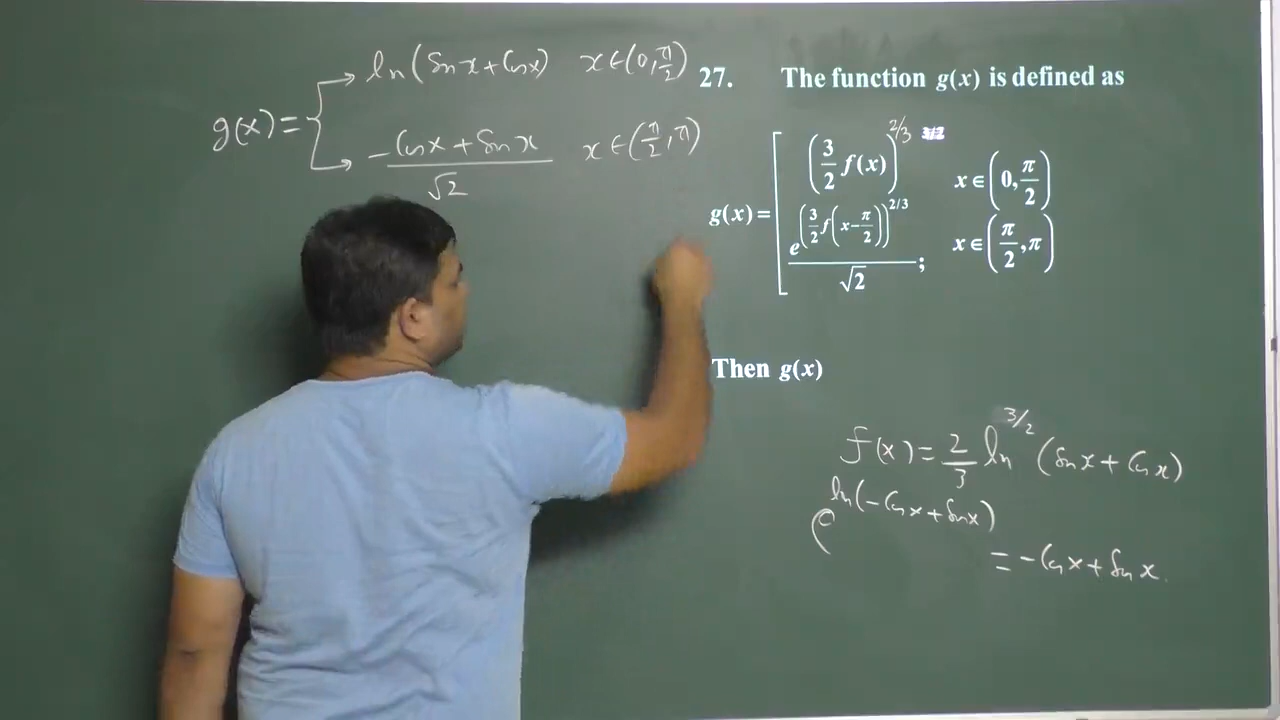 g(x) = ln(Sin x + Cos x) x ∈ (0, π/2)
-Cos x + Sin x / √2 x ∈ (π/2, π)
27. The function g(x) is defined as
g(x) = [ (3/2 f(x))^2/3 3/2 x ∈ (0, π/2)
e^(3/2 f(x - π/2))^2/3 / √2 ; x ∈ (π/2, π)
Then g(x)
f(x) = 2/3 ln^3/2 (Sin x + Cos x)
e^ln(-Cos x + Sin x)
= -Cos x + Sin x.